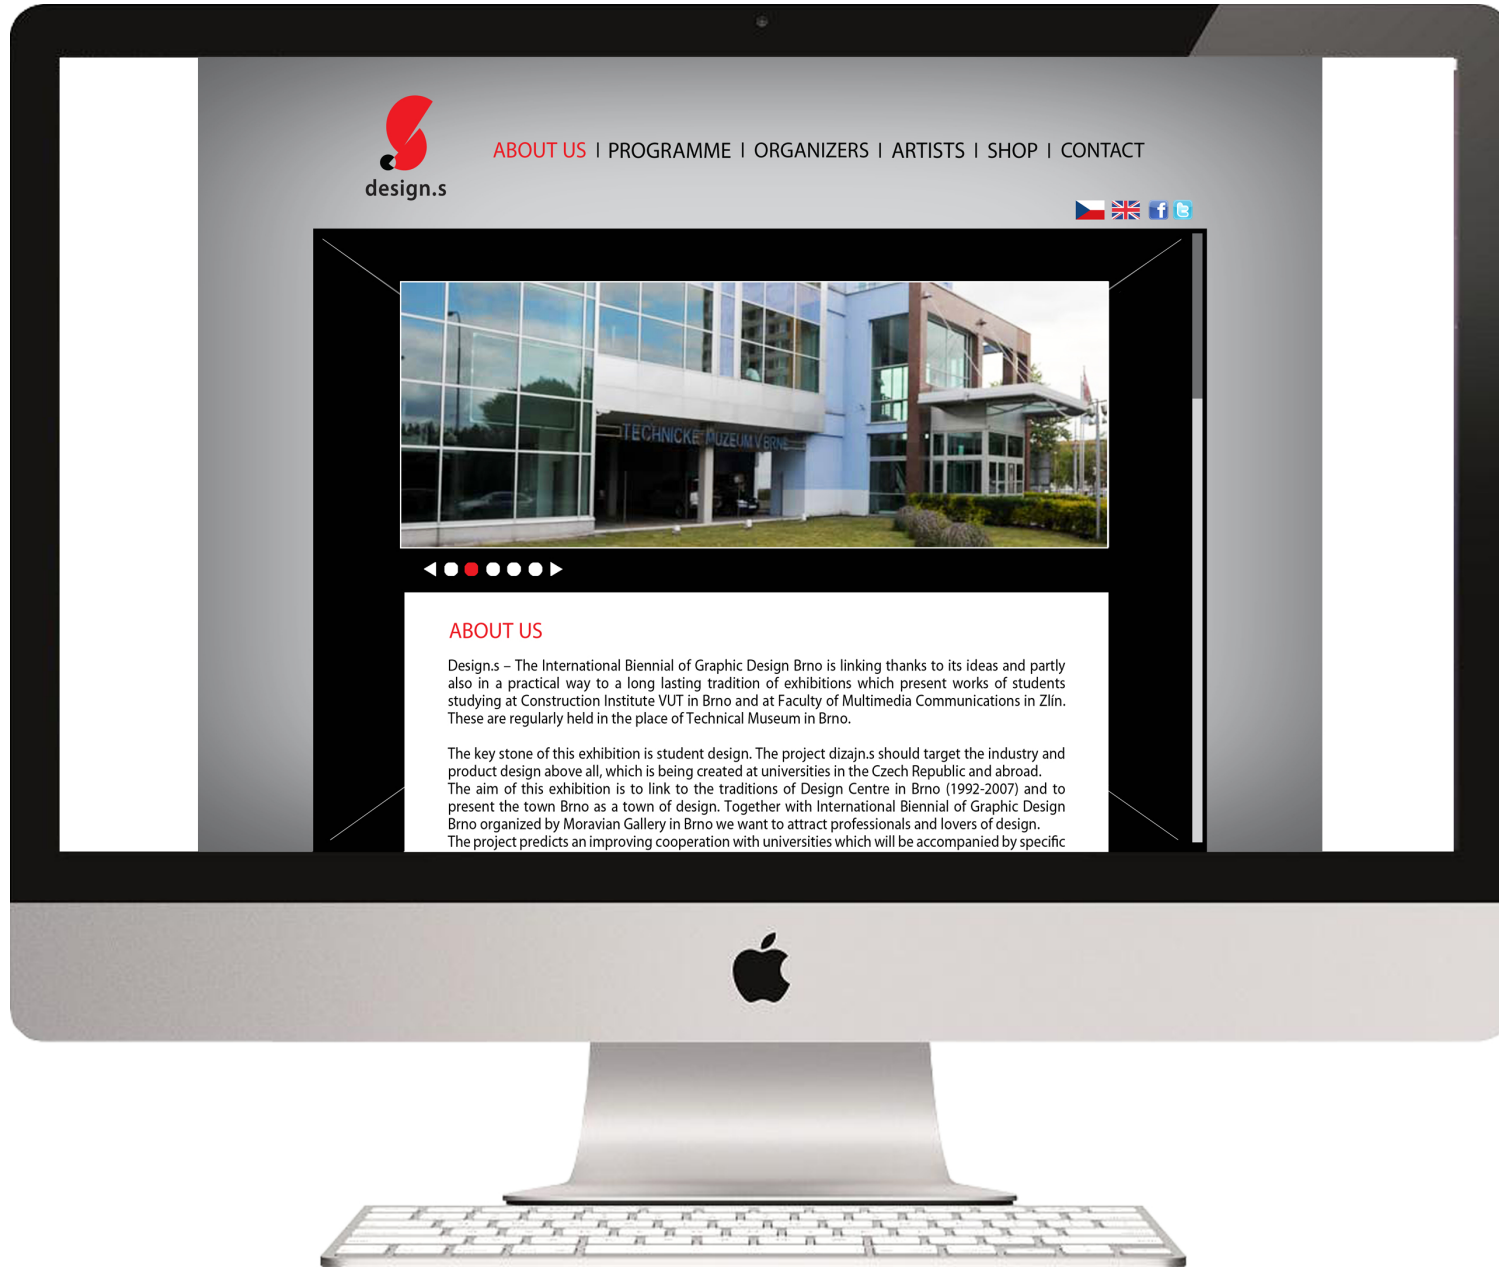 design.s
ABOUT US | PROGRAMME | ORGANIZERS | ARTISTS | SHOP | CONTACT
TECHNICKÉ MUZEUM V BRNĚ
ABOUT US
Design.s – The International Biennial of Graphic Design Brno is linking thanks to its ideas and partly
also in a practical way to a long lasting tradition of exhibitions which present works of students
studying at Construction Institute VUT in Brno and at Faculty of Multimedia Communications in Zlín.
These are regularly held in the place of Technical Museum in Brno.
The key stone of this exhibition is student design. The project dizajn.s should target the industry and
product design above all, which is being created at universities in the Czech Republic and abroad.
The aim of this exhibition is to link to the traditions of Design Centre in Brno (1992-2007) and to
present the town Brno as a town of design. Together with International Biennial of Graphic Design
Brno organized by Moravian Gallery in Brno we want to attract professionals and lovers of design.
The project predicts an improving cooperation with universities which will be accompanied by specific